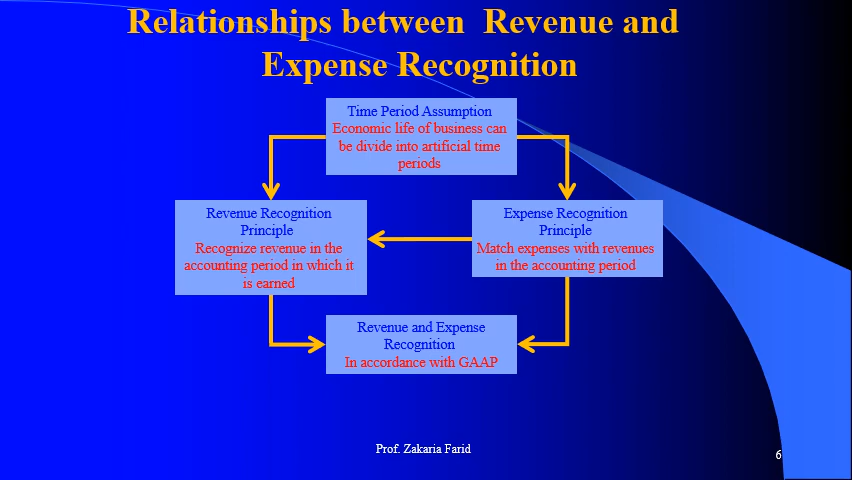 Relationships between Revenue and
Expense Recognition
Time Period Assumption
Economic life of business can
be divide into artificial time
periods
Revenue Recognition
Principle
Recognize revenue in the
accounting period in which it
is earned
Expense Recognition
Principle
Match expenses with revenues
in the accounting period
Revenue and Expense
Recognition
In accordance with GAAP
Prof. Zakaria Farid
6